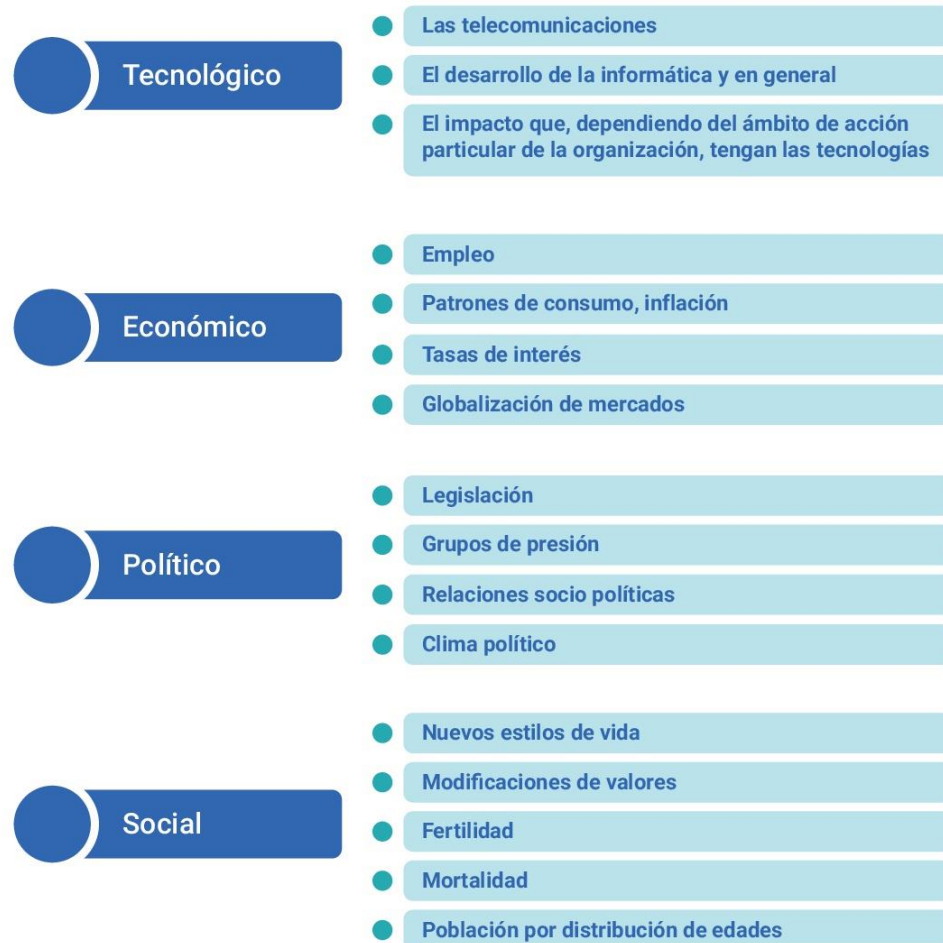 Tecnológico
Las telecomunicaciones
El desarrollo de la informática y en general
El impacto que, dependiendo del ámbito de acción
particular de la organización, tengan las tecnologías
Económico
Empleo
Patrones de consumo, inflación
Tasas de interés
Globalización de mercados
Político
Legislación
Grupos de presión
Relaciones socio políticas
Clima político
Social
Nuevos estilos de vida
Modificaciones de valores
Fertilidad
Mortalidad
Población por distribución de edades